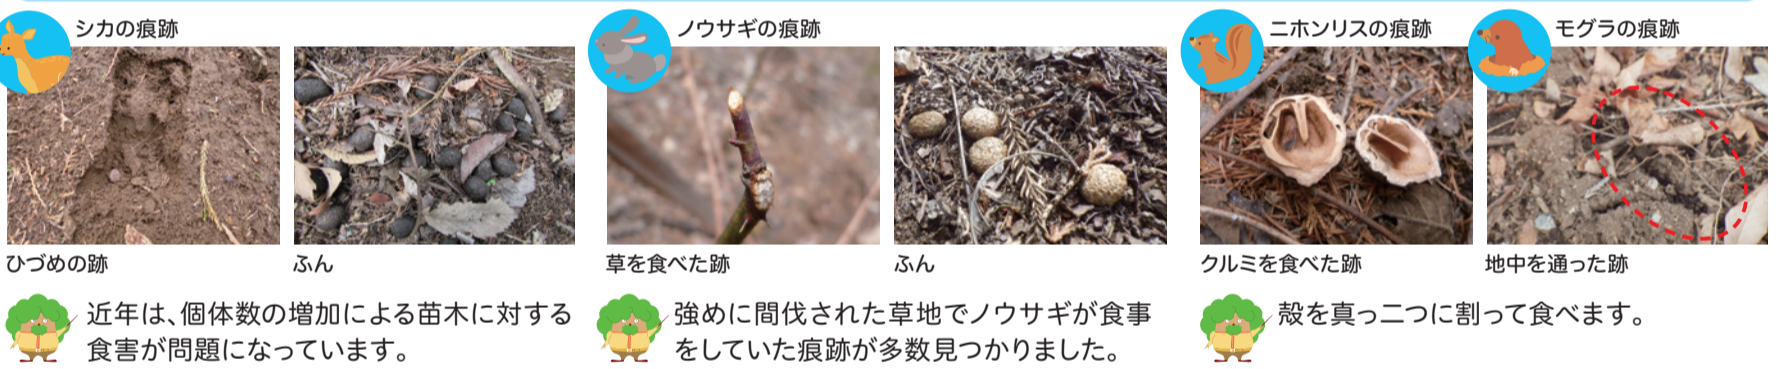 シカの痕跡
ひづめの跡
ふん
近年は、個体数の増加による苗木に対する
食害が問題になっています。
ノウサギの痕跡
草を食べた跡
ふん
強めに間伐された草地でノウサギが食事
をしていた痕跡が多数見つかりました。
ニホンリスの痕跡
クルミを食べた跡
殻を真っ二つに割って食べます。
モグラの痕跡
地中を通った跡